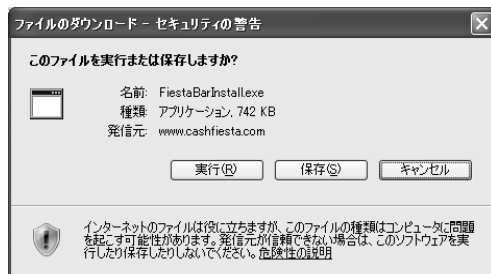 ファイルのダウンロード - セキュリティの警告
このファイルを実行または保存しますか?
名前: FiestaBarInstall.exe
種類: アプリケーション, 742 KB
発信元: www.cashfiesta.com
実行(R) 保存(S) キャンセル
インターネットのファイルは役に立ちますが、このファイルの種類はコンピュータに問題
を起こす可能性があります。発信元が信頼できない場合は、このソフトウェアを実
行したり保存したりしないでください。危険性の説明